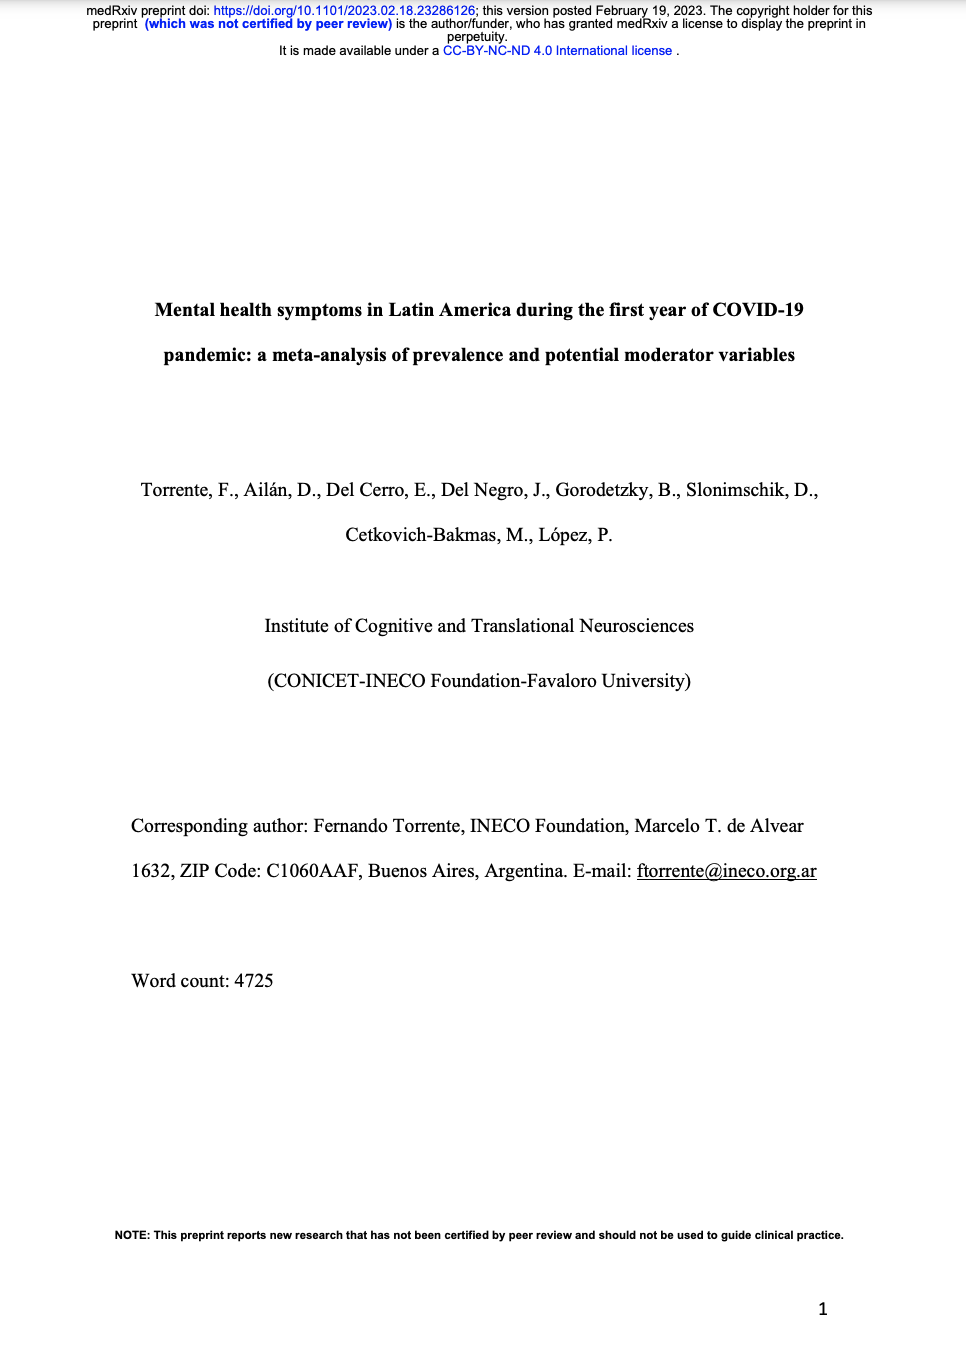 medRxiv preprint doi: https://doi.org/10.1101/2023.02.18.23286126; this version posted February 19, 2023. The copyright holder for this
preprint (which was not certified by peer review) is the author/funder, who has granted medRxiv a license to display the preprint in
perpetuity.
It is made available under a CC-BY-NC-ND 4.0 International license .
Mental health symptoms in Latin America during the first year of COVID-19
pandemic: a meta-analysis of prevalence and potential moderator variables
Torrente, F., Ailán, D., Del Cerro, E., Del Negro, J., Gorodetzky, B., Slonimschik, D.,
Cetkovich-Bakmas, M., López, P.
Institute of Cognitive and Translational Neurosciences
(CONICET-INECO Foundation-Favaloro University)
Corresponding author: Fernando Torrente, INECO Foundation, Marcelo T. de Alvear
1632, ZIP Code: C1060AAF, Buenos Aires, Argentina. E-mail: ftorrente@ineco.org.ar
Word count: 4725
NOTE: This preprint reports new research that has not been certified by peer review and should not be used to guide clinical practice.
1